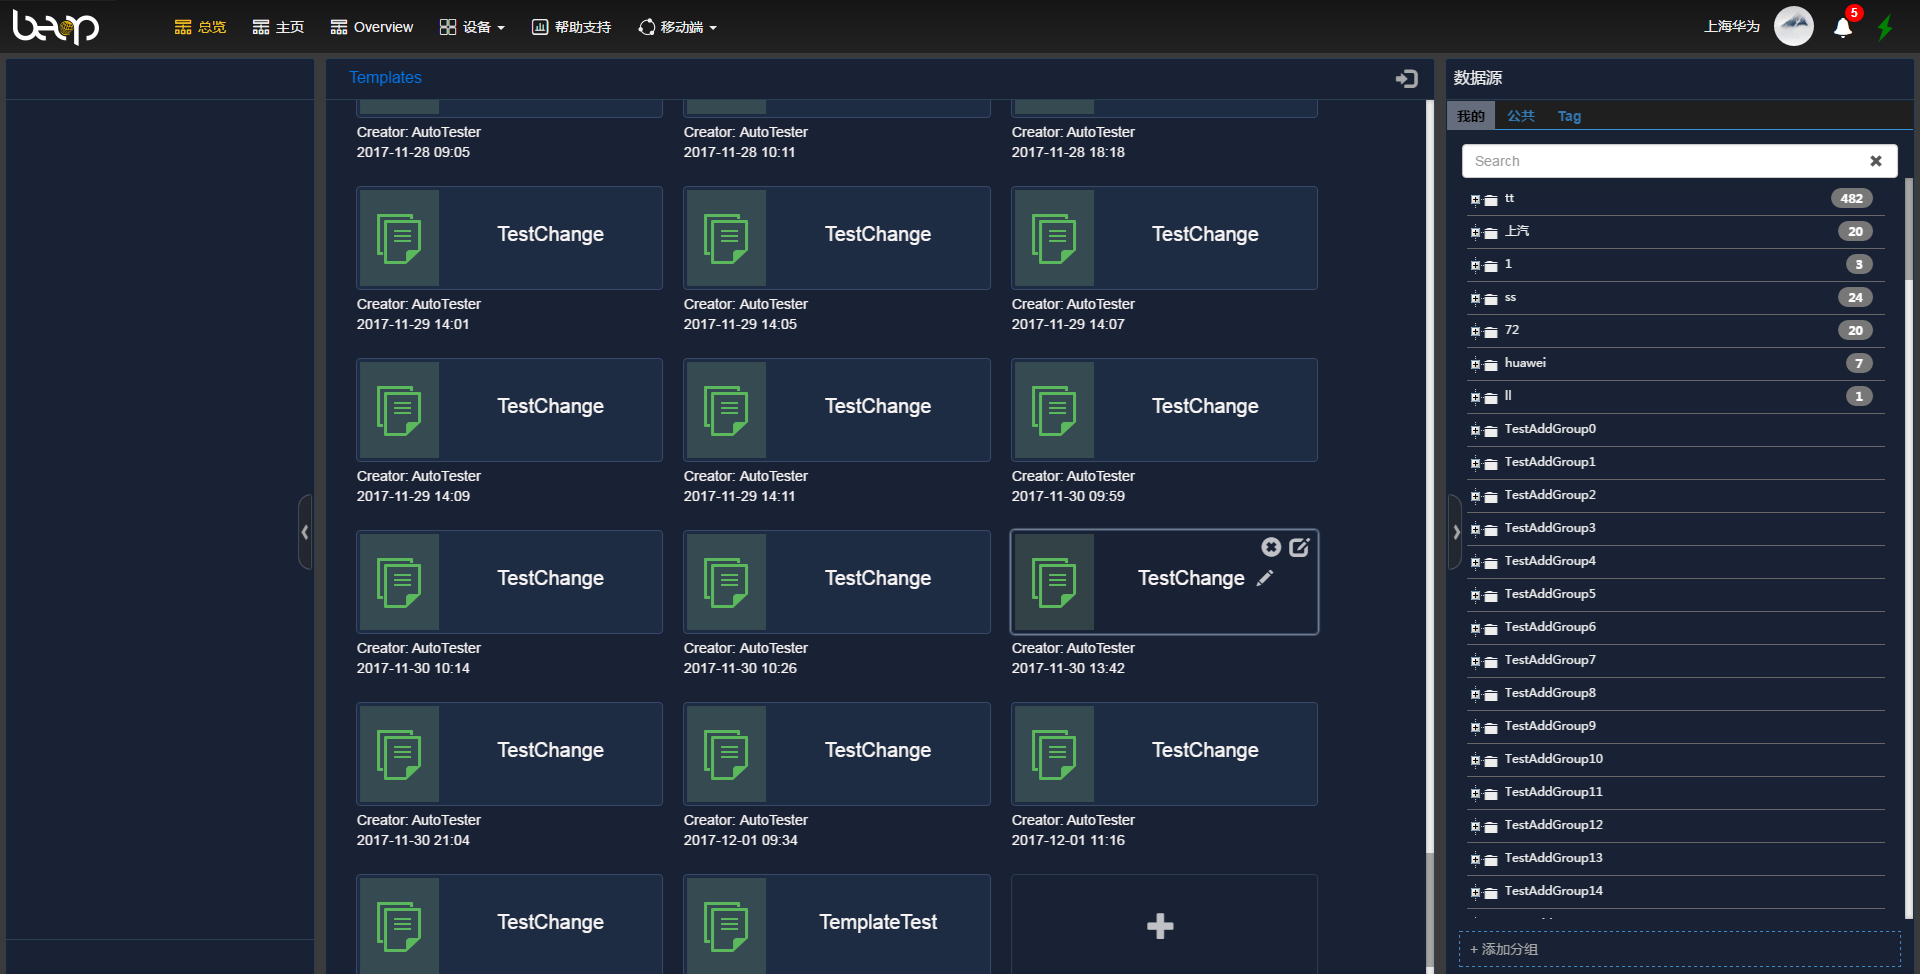 beop
总览
主页
Overview
设备
帮助支持
移动端
上海华为
5
Templates
Creator: AutoTester
2017-11-28 09:05
Creator: AutoTester
2017-11-28 10:11
Creator: AutoTester
2017-11-28 18:18
TestChange
Creator: AutoTester
2017-11-29 14:01
TestChange
Creator: AutoTester
2017-11-29 14:05
TestChange
Creator: AutoTester
2017-11-29 14:07
TestChange
Creator: AutoTester
2017-11-29 14:09
TestChange
Creator: AutoTester
2017-11-29 14:11
TestChange
Creator: AutoTester
2017-11-30 09:59
TestChange
Creator: AutoTester
2017-11-30 10:14
TestChange
Creator: AutoTester
2017-11-30 10:26
TestChange
Creator: AutoTester
2017-11-30 13:42
TestChange
Creator: AutoTester
2017-11-30 21:04
TestChange
Creator: AutoTester
2017-12-01 09:34
TestChange
Creator: AutoTester
2017-12-01 11:16
TestChange
TemplateTest
数据源
我的
公共
Tag
Search
tt 482
上汽 20
1 3
ss 24
72 20
huawei 7
ll 1
TestAddGroup0
TestAddGroup1
TestAddGroup2
TestAddGroup3
TestAddGroup4
TestAddGroup5
TestAddGroup6
TestAddGroup7
TestAddGroup8
TestAddGroup9
TestAddGroup10
TestAddGroup11
TestAddGroup12
TestAddGroup13
TestAddGroup14
+ 添加分组